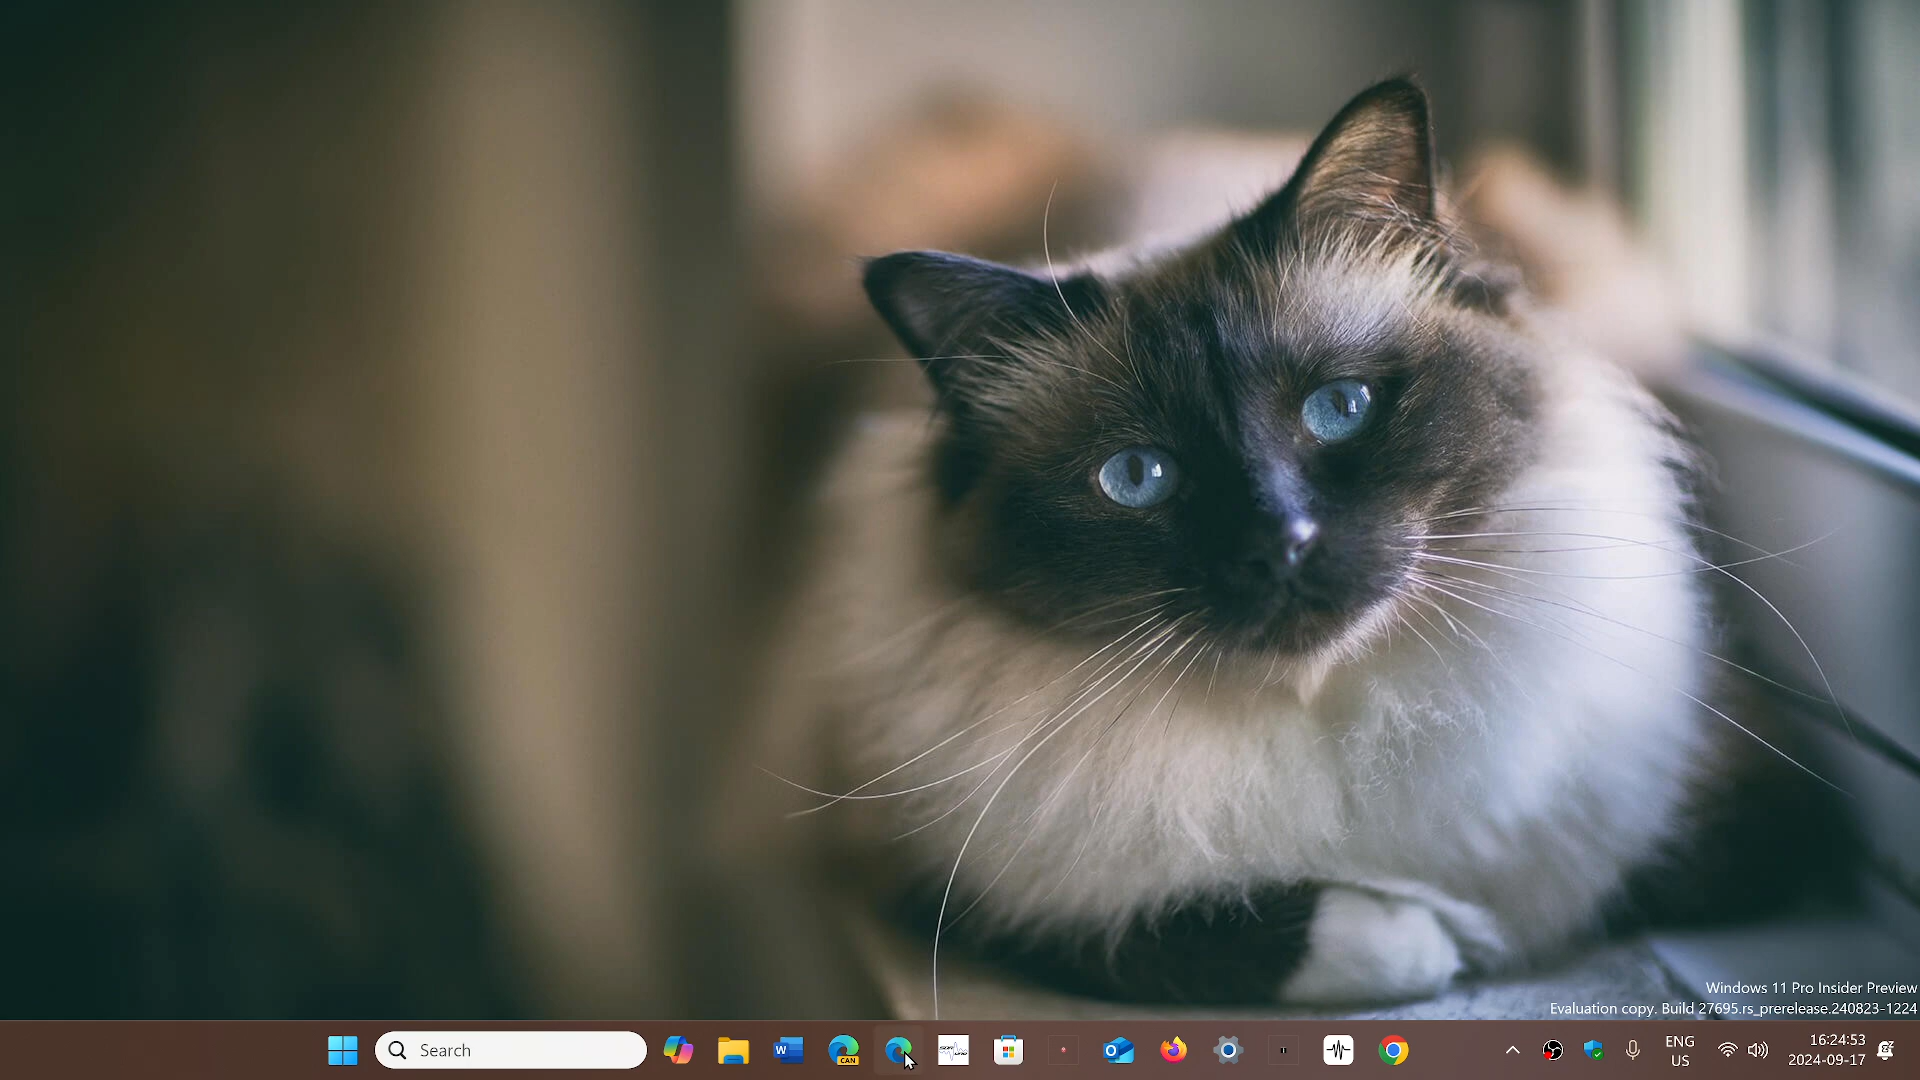 Windows 11 Pro Insider Preview
Evaluation copy. Build 27695.rs_prerelease.240823-1224
Search
W
CAN
O
ENG
US
16:24:53
2024-09-17